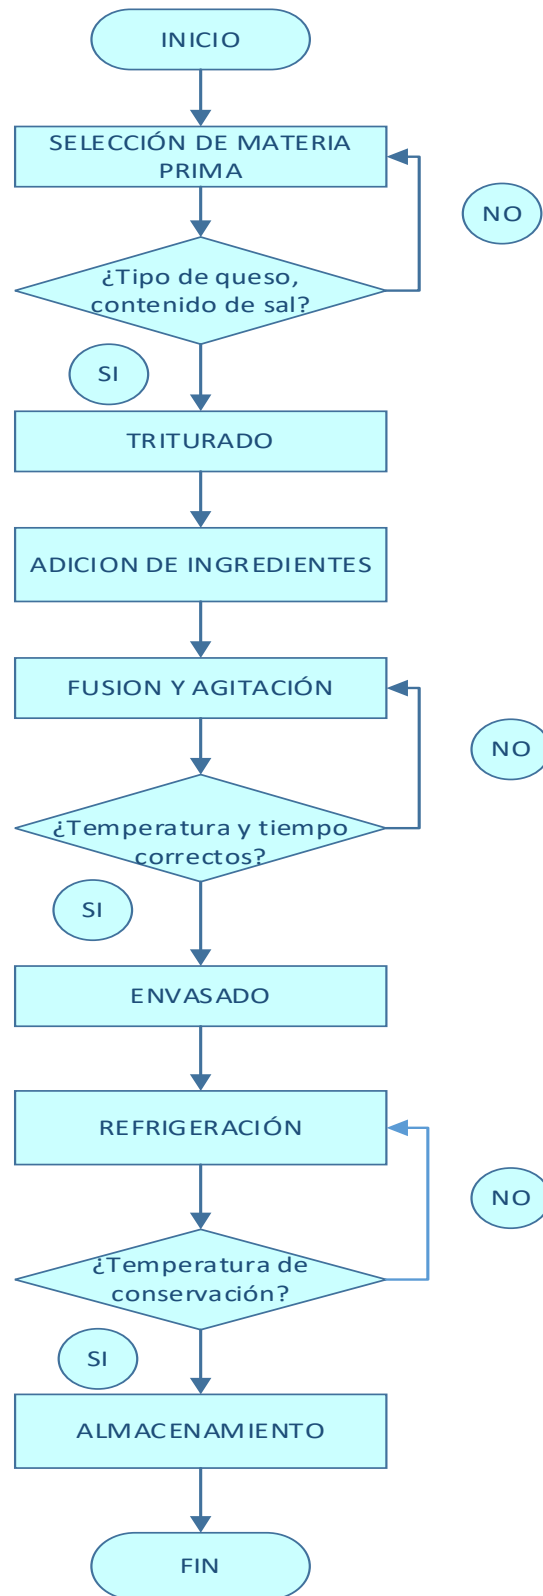 INICIO
SELECCIÓN DE MATERIA
PRIMA
NO
¿Tipo de queso,
contenido de sal?
SI
TRITURADO
ADICION DE INGREDIENTES
FUSION Y AGITACIÓN
NO
¿Temperatura y tiempo
correctos?
SI
ENVASADO
REFRIGERACIÓN
NO
¿Temperatura de
conservación?
SI
ALMACENAMIENTO
FIN